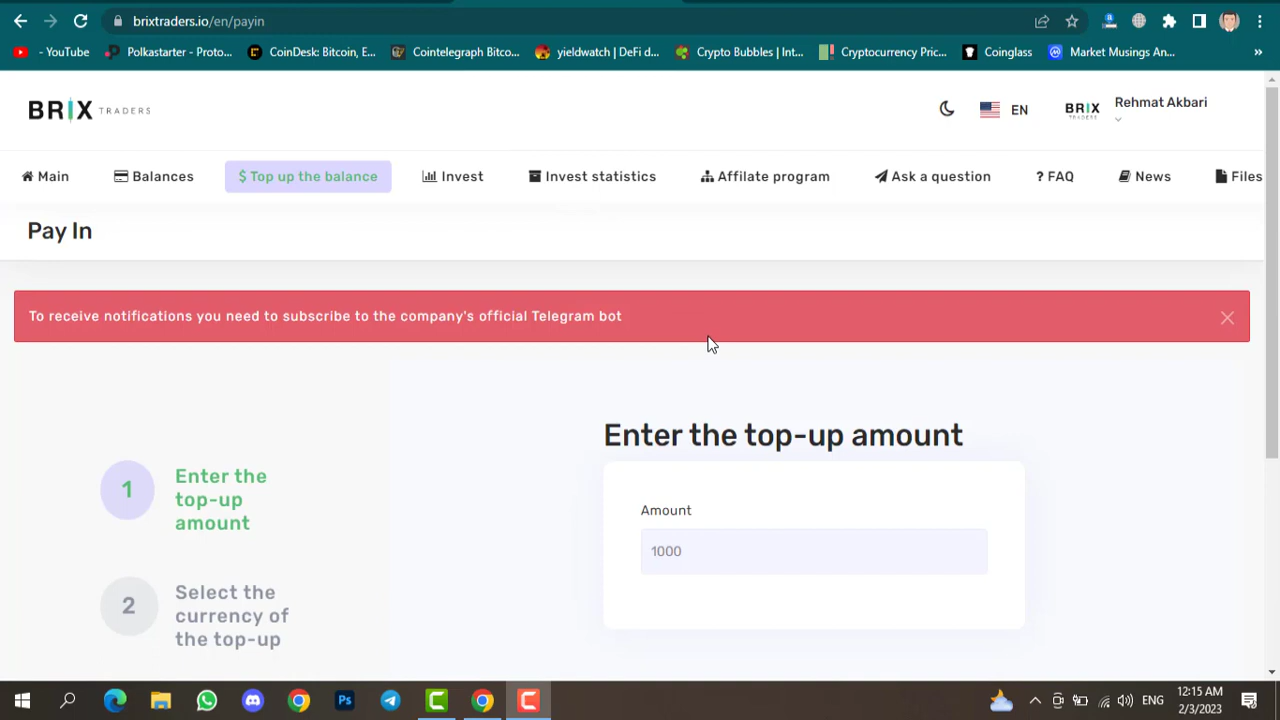 brixtraders.io/en/payin
- YouTube
Polkastarter - Proto...
CoinDesk: Bitcoin, E...
Cointelegraph Bitco...
yieldwatch | DeFi d...
Crypto Bubbles | Int...
Cryptocurrency Pric...
Coinglass
Market Musings An...
»
BRIX TRADERS
EN
BRIX
TRADERS
Rehmat Akbari
Main
Balances
$ Top up the balance
Invest
Invest statistics
Affilate program
Ask a question
? FAQ
News
Files
Pay In
To receive notifications you need to subscribe to the company's official Telegram bot
Enter the top-up amount
1
Enter the
top-up
amount
Amount
1000
2
Select the
currency of
the top-up
Ps
C
C
ENG
12:15 AM
2/3/2023